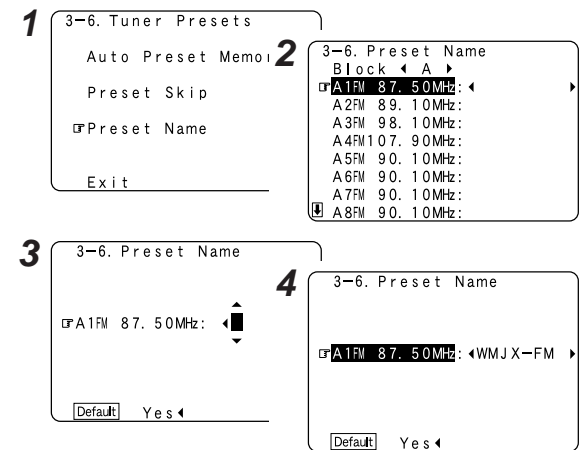 1
3-6. Tuner Presets
Auto Preset Memo
Preset Skip
☞Preset Name
Exit
2
3-6. Preset Name
Block ◀ A ▶
☞A1FM 87.50MHz: ◀ ▶
A2FM 89.10MHz:
A3FM 98.10MHz:
A4FM107.90MHz:
A5FM 90.10MHz:
A6FM 90.10MHz:
A7FM 90.10MHz:
A8FM 90.10MHz:
3
3-6. Preset Name
☞A1FM 87.50MHz: ◀
Default Yes◀
4
3-6. Preset Name
☞A1FM 87.50MHz: ◀WMJX-FM ▶
Default Yes◀